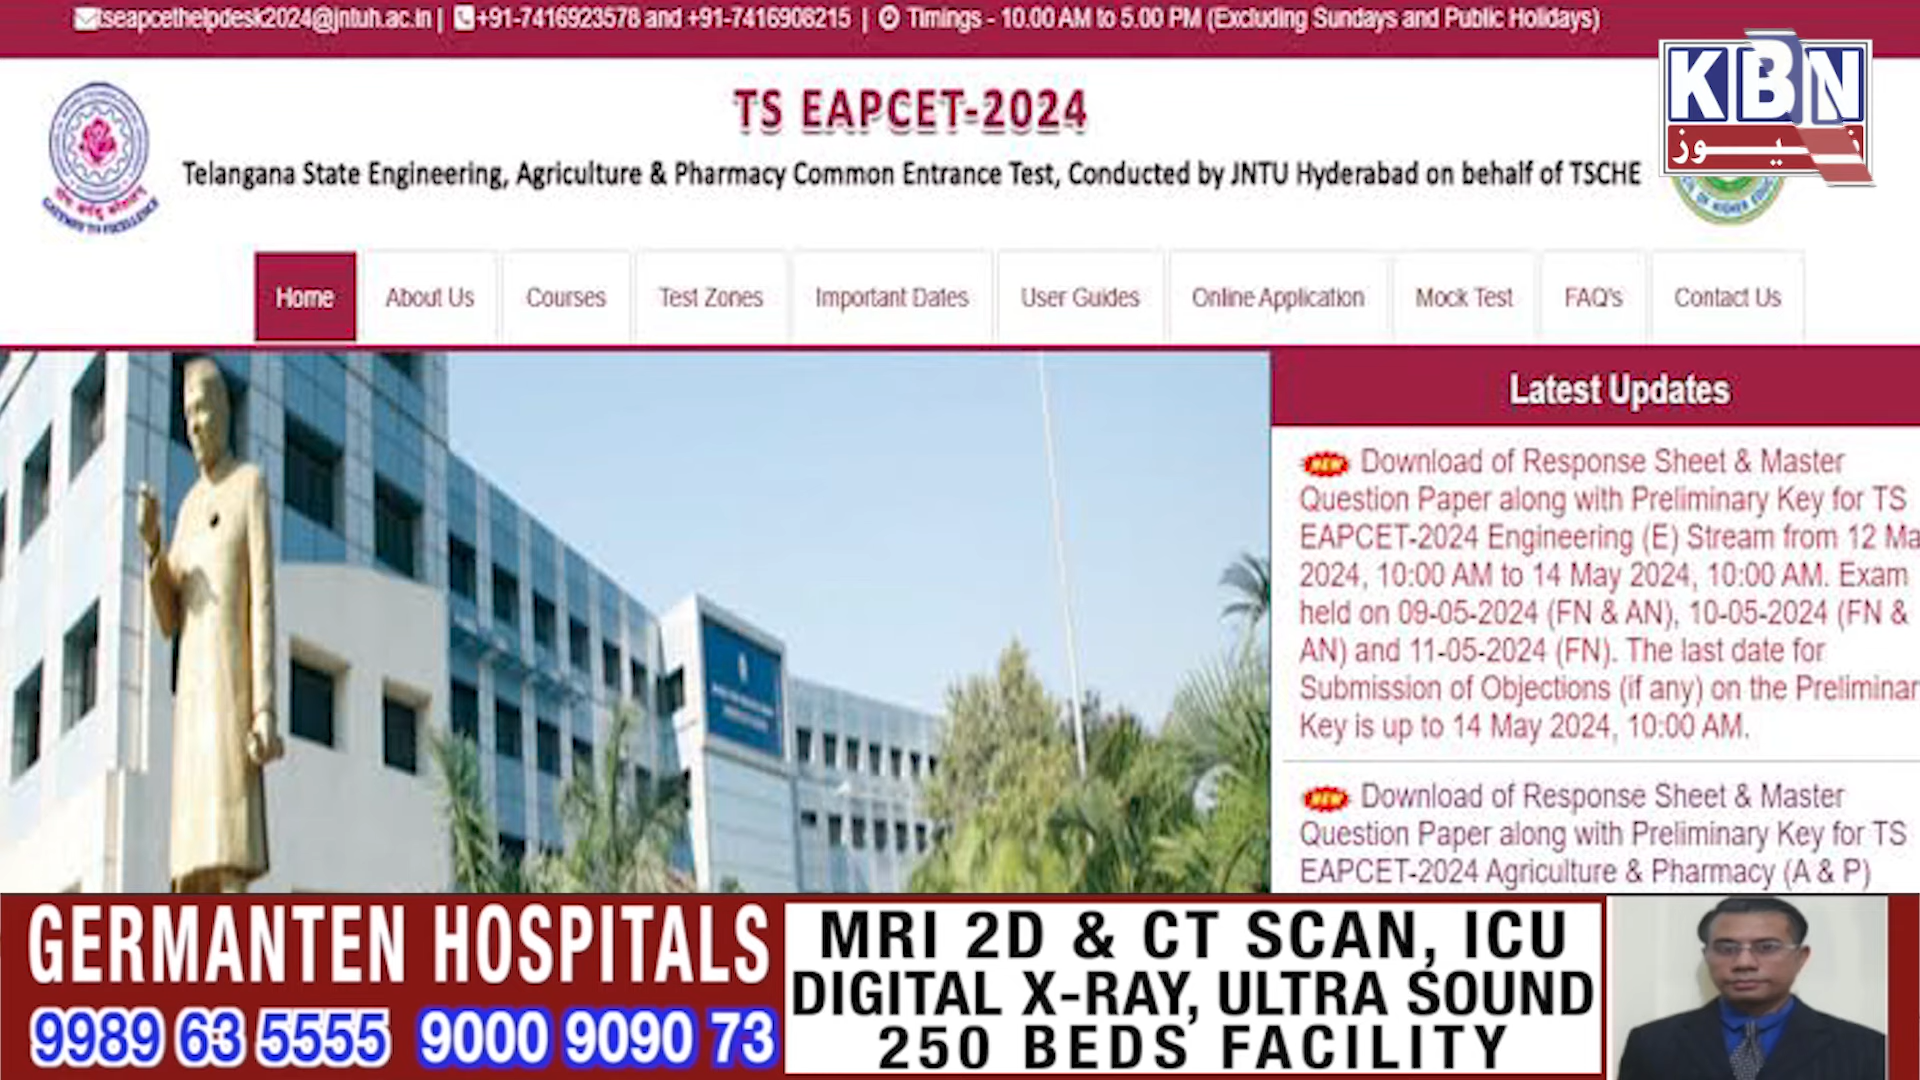 tseapcethelpdesk2024@jntuh.ac.in | +91-7416923578 and +91-7416908215 | Timings - 10.00 AM to 5.00 PM (Excluding Sundays and Public Holidays)
KBN
نیوز
TS EAPCET-2024
Telangana State Engineering, Agriculture & Pharmacy Common Entrance Test, Conducted by JNTU Hyderabad on behalf of TSCHE
GATEWAY TO EXCELLENCE
OF HIGHER
Home About Us Courses Test Zones Important Dates User Guides Online Application Mock Test FAQ's Contact Us
Latest Updates
NEW Download of Response Sheet & Master
Question Paper along with Preliminary Key for TS
EAPCET-2024 Engineering (E) Stream from 12 Ma
2024, 10:00 AM to 14 May 2024, 10:00 AM. Exam
held on 09-05-2024 (FN & AN), 10-05-2024 (FN &
AN) and 11-05-2024 (FN). The last date for
Submission of Objections (if any) on the Preliminar
Key is up to 14 May 2024, 10:00 AM.
NEW Download of Response Sheet & Master
Question Paper along with Preliminary Key for TS
EAPCET-2024 Agriculture & Pharmacy (A & P)
GERMANTEN HOSPITALS
9989 63 5555 9000 9090 73
MRI 2D & CT SCAN, ICU
DIGITAL X-RAY, ULTRA SOUND
250 BEDS FACILITY